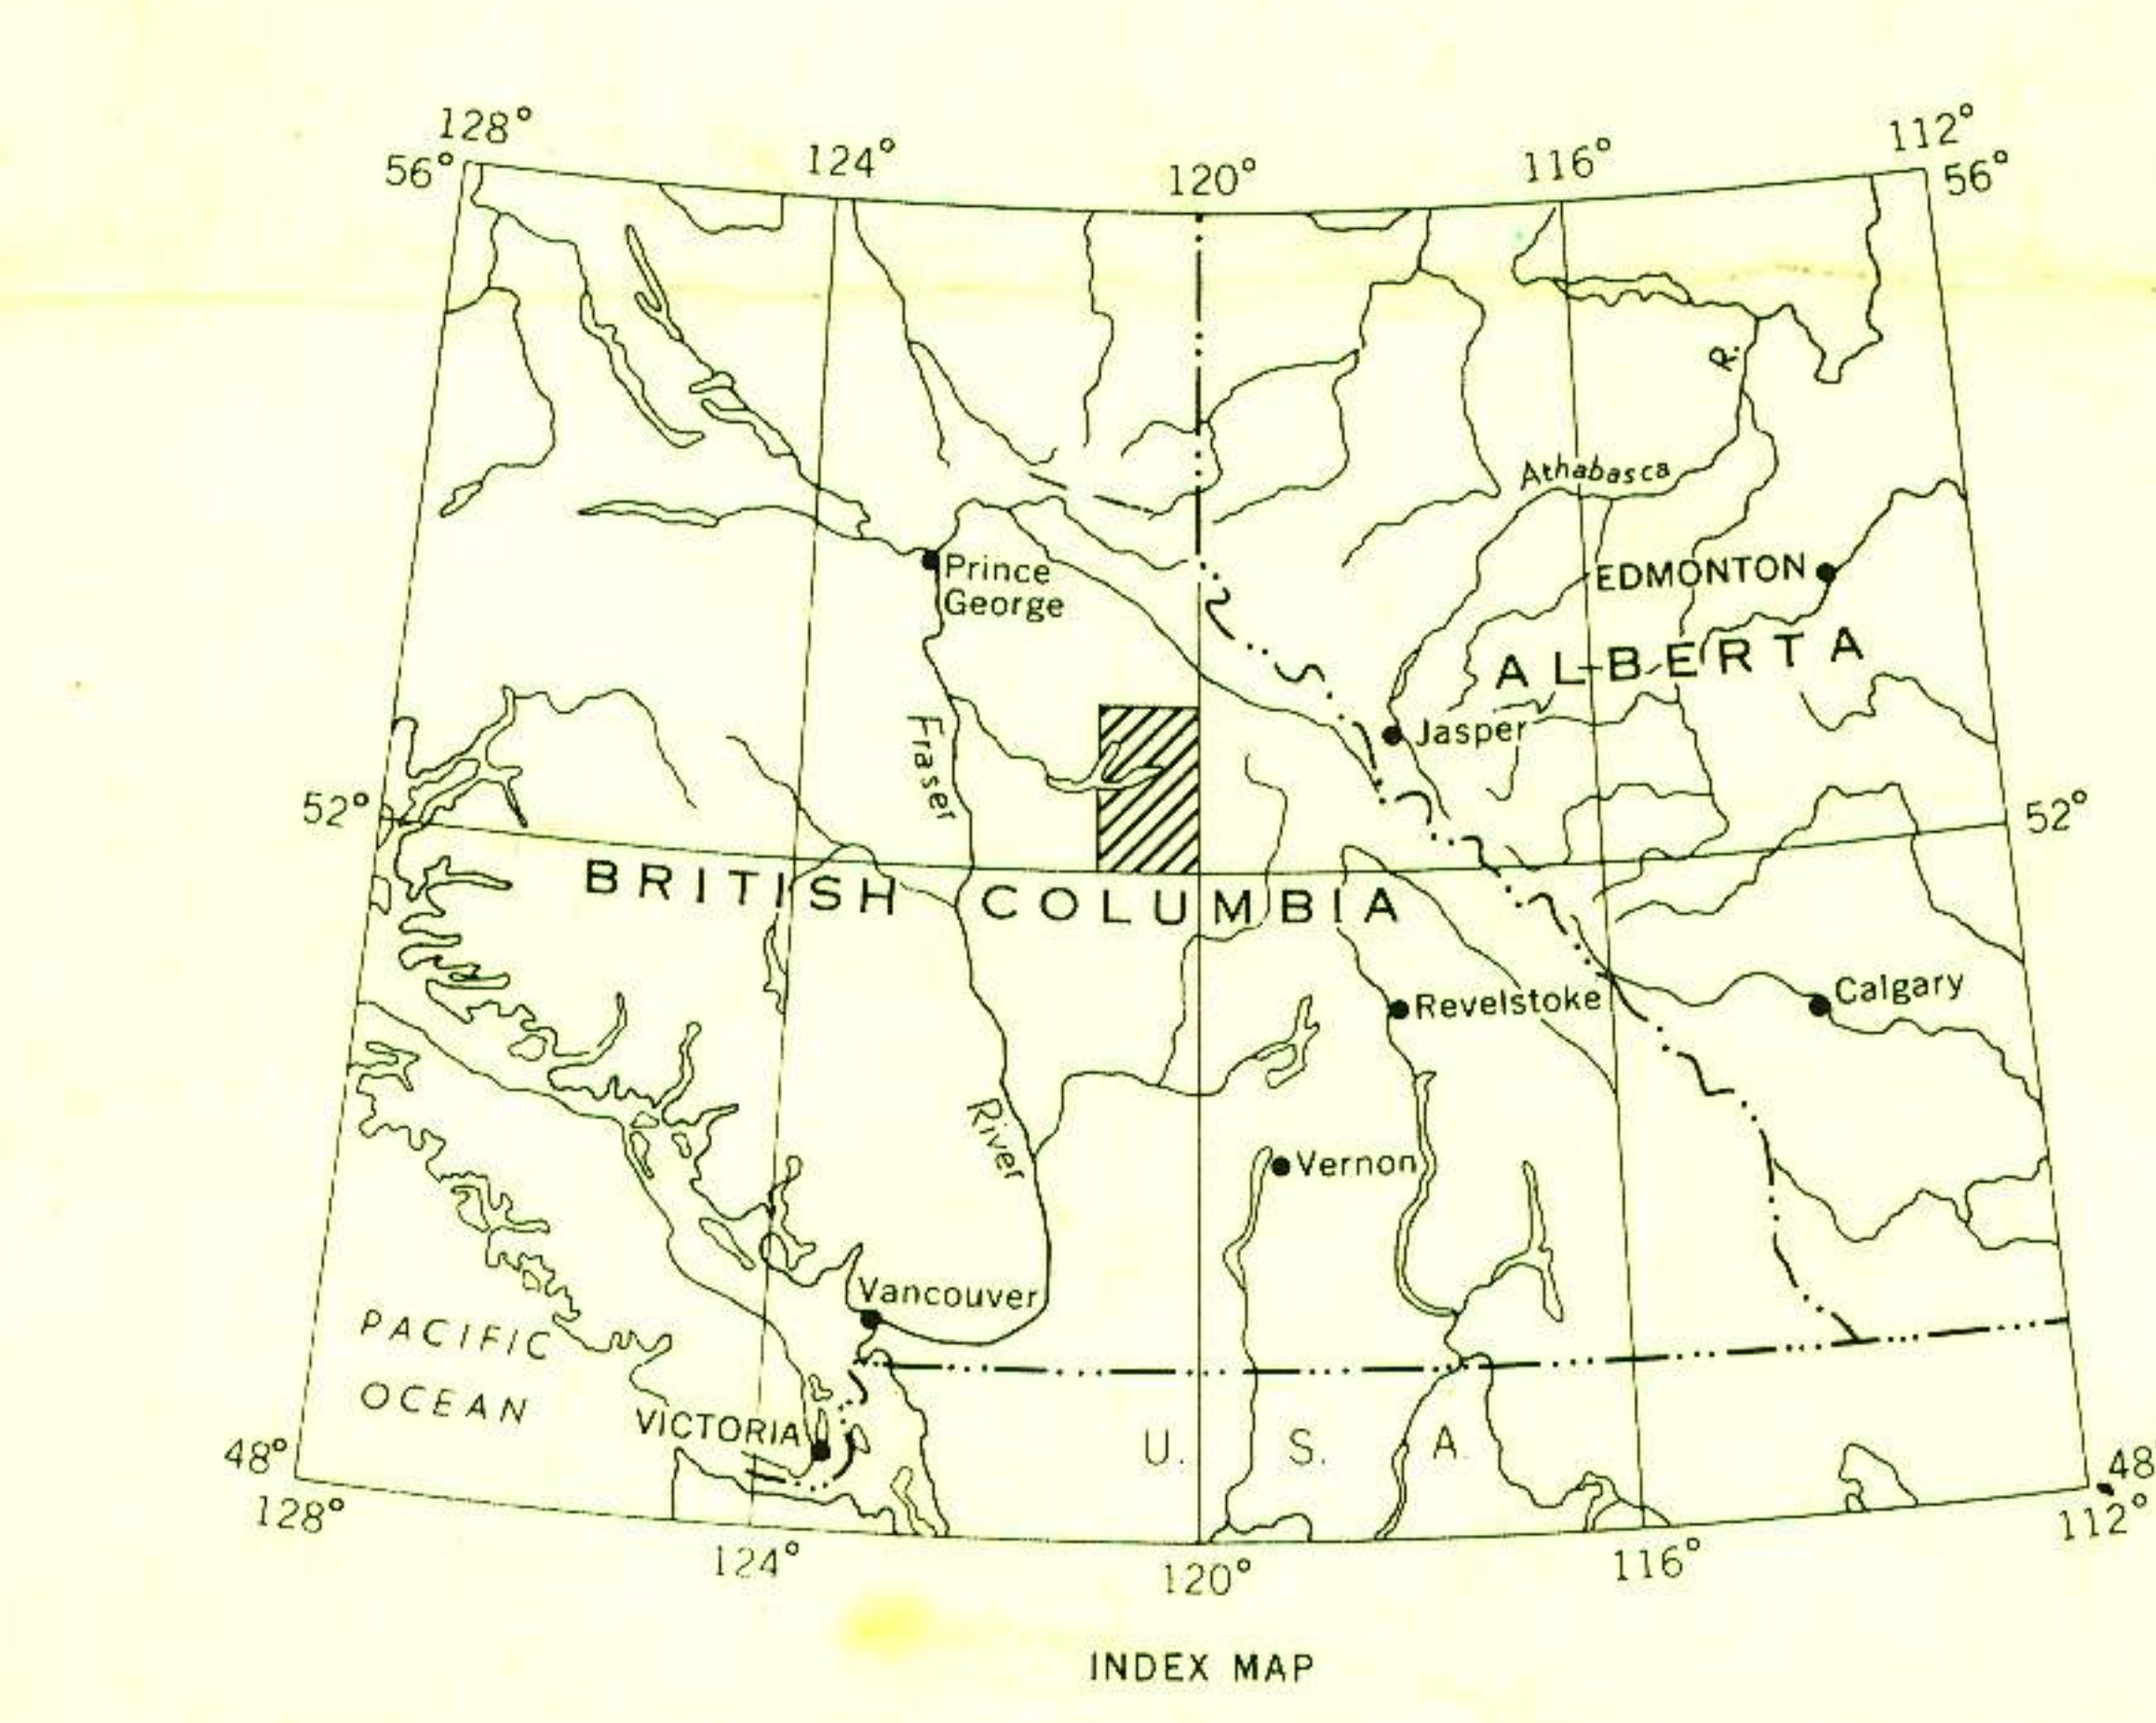 128°
124°
120°
116°
112°
56°
56°
R.
Athabasca
Prince
George
EDMONTON
ALBERTA
Fraser
Jasper
52°
52°
BRITISH COLUMBIA
Revelstoke
Calgary
River
Vernon
Vancouver
PACIFIC
OCEAN
VICTORIA
U. S. A.
48°
48
128°
124°
120°
116°
112°
INDEX MAP